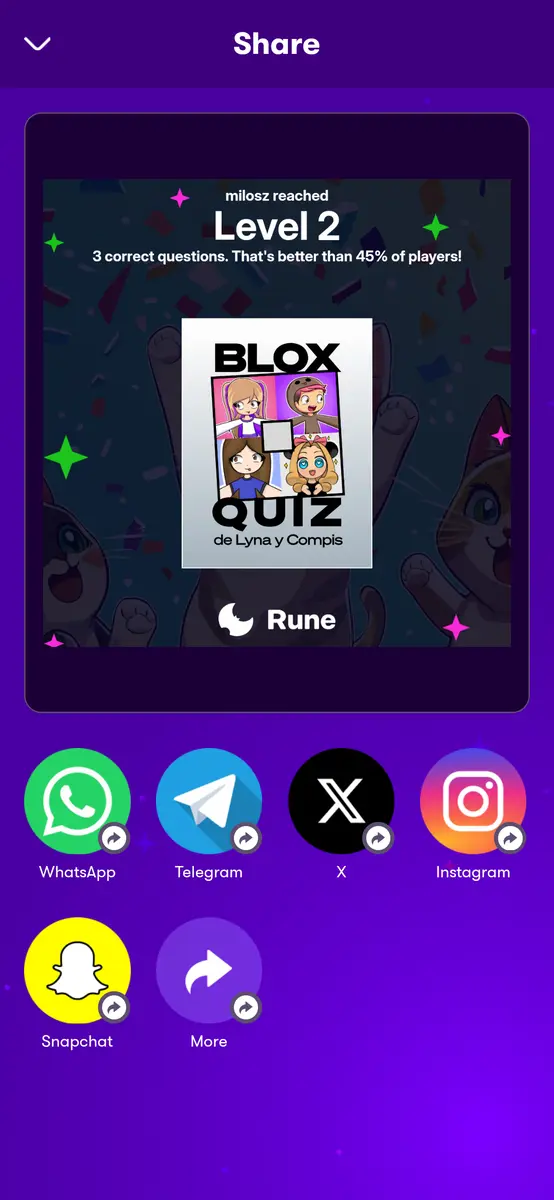 Share
milosz reached
Level 2
3 correct questions. That's better than 45% of players!
BLOX
QUIZ
de Lyna y Compis
Rune
WhatsApp
Telegram
X
Instagram
Snapchat
More